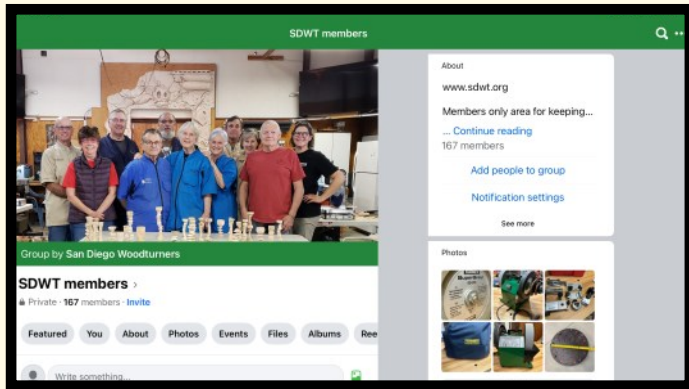 SDWT members
About
www.sdwt.org
Members only area for keeping...
... Continue reading
167 members
Add people to group
Notification settings
See more
Group by San Diego Woodturners
SDWT members >
Private · 167 members · Invite
Featured You About Photos Events Files Albums Ree
Write something...
Photos